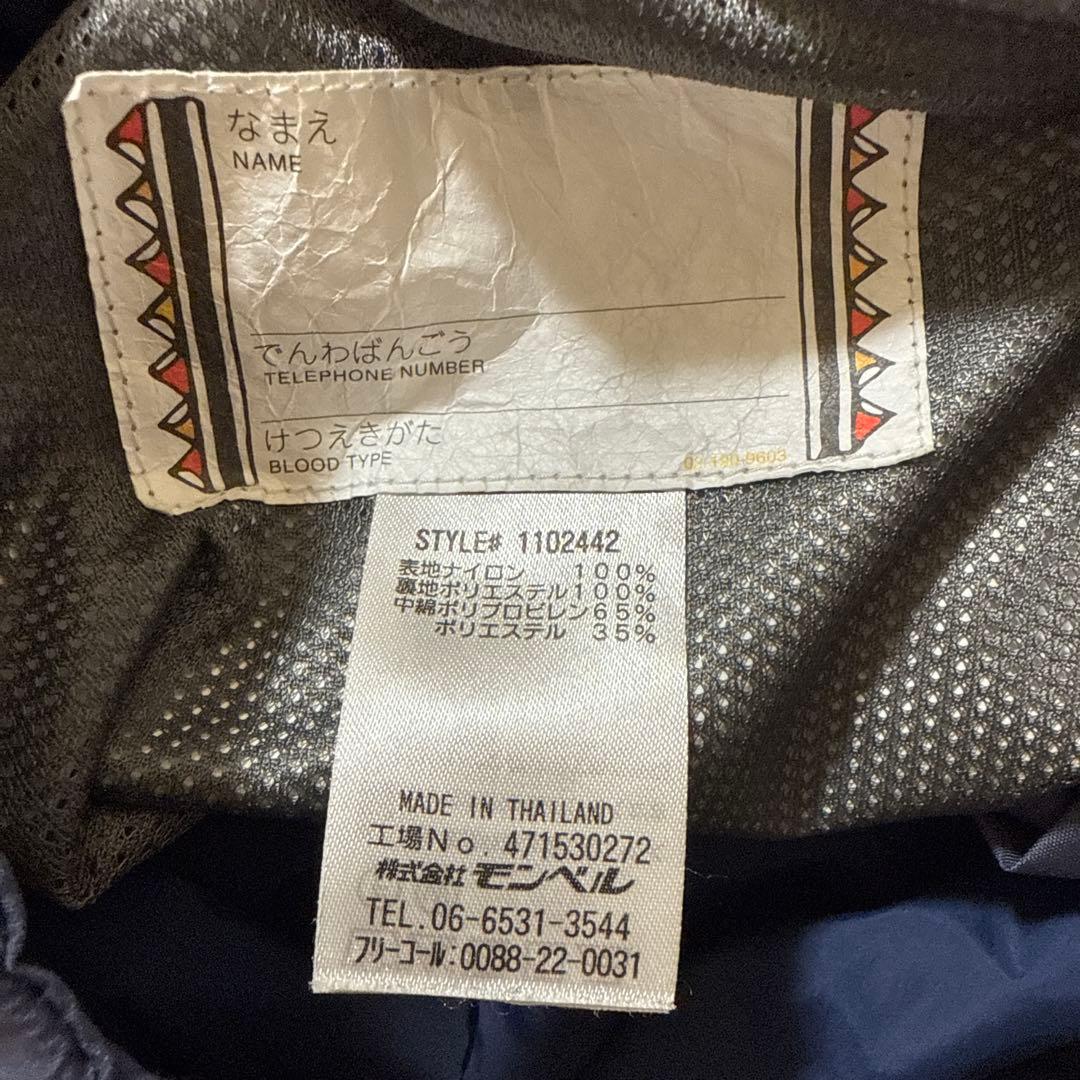 なまえ
NAME
でんわばんごう
TELEPHONE NUMBER
けつえきがた
BLOOD TYPE
STYLE# 1102442
表地ナイロン 100%
裏地ポリエステル100%
中綿ポリプロピレン65%
ポリエステル 35%
MADE IN THAILAND
工場No. 471530272
株式会社モンベル
TEL.06-6531-3544
フリーコール:0088-22-0031